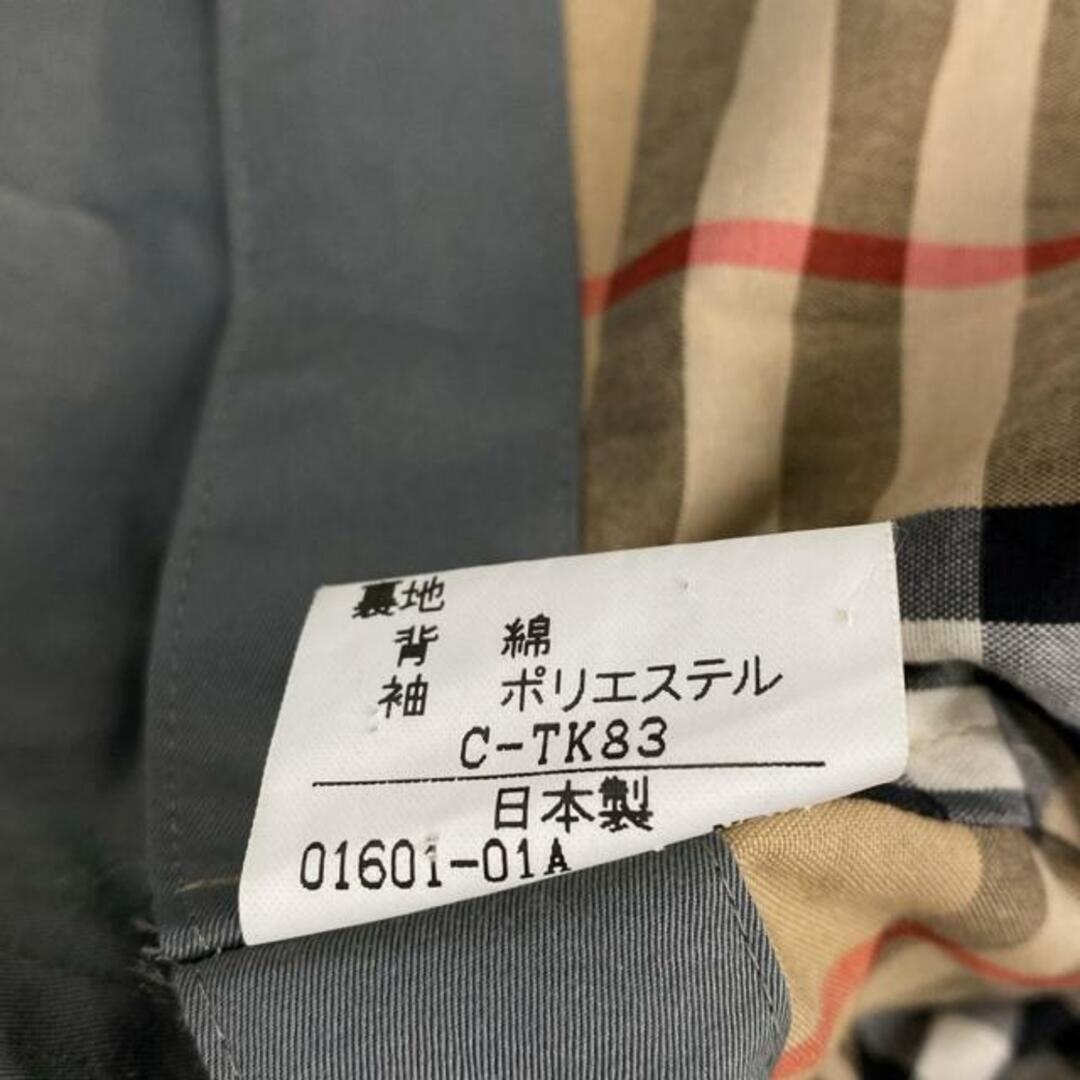 裏地
背 綿
袖 ポリエステル
C-TK83
日本製
01601-01A